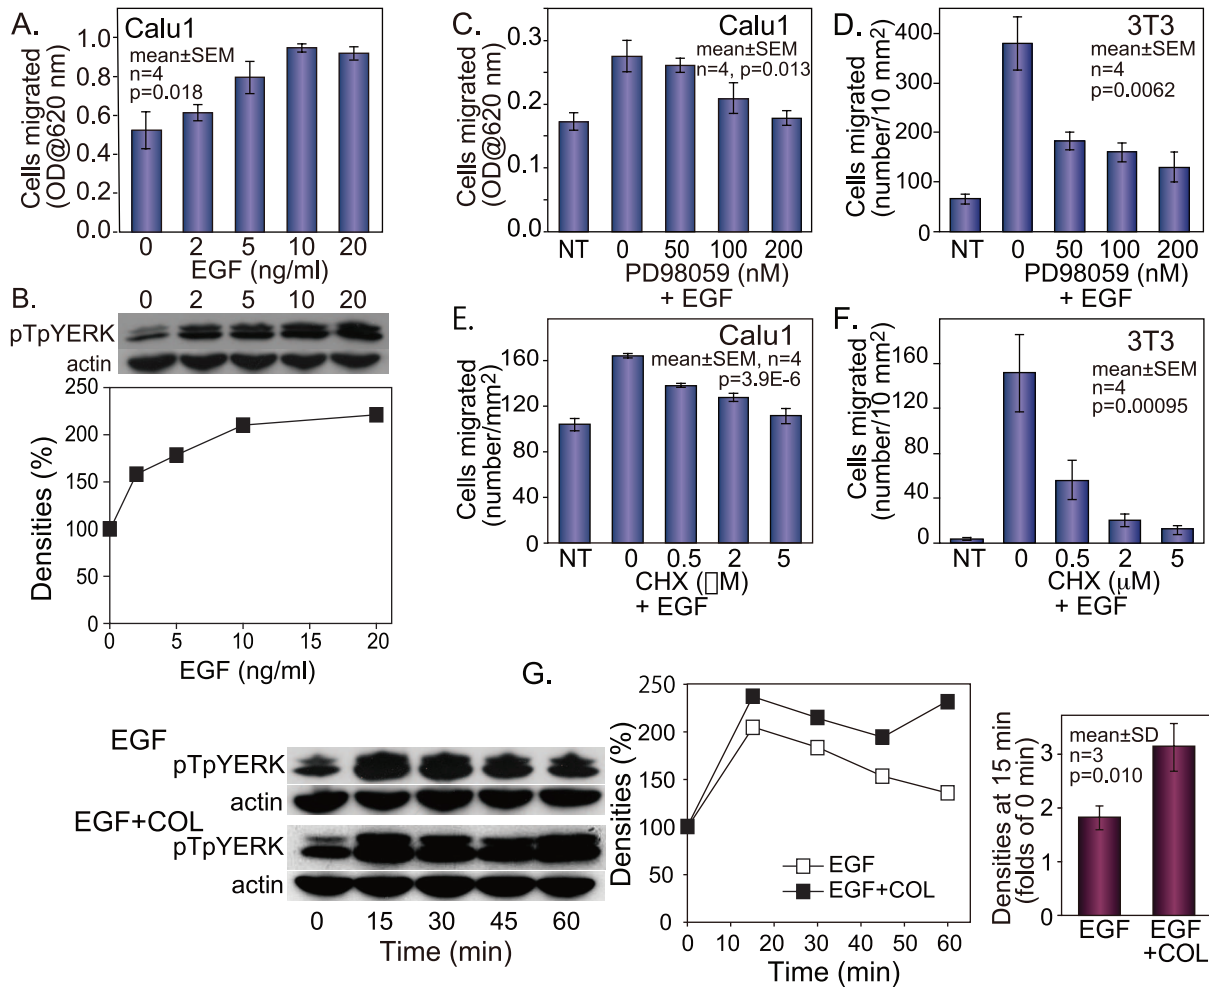 A.
Calu1
mean±SEM
n=4
p=0.018
Cells migrated
(OD@620 nm)
1.0
0.8
0.6
0.4
0.2
0.0
0 2 5 10 20
EGF (ng/ml)
B.
0 2 5 10 20
pTpYERK
actin
Densities (%)
250
200
150
100
50
0
0 5 10 15 20
EGF (ng/ml)
C.
Calu1
mean±SEM
n=4, p=0.013
Cells migrated
(OD@620 nm)
0.3
0.2
0.1
0.0
NT 0 50 100 200
PD98059 (nM)
+ EGF
D.
3T3
mean±SEM
n=4
p=0.0062
Cells migrated
(number/10 mm2)
400
300
200
100
0
NT 0 50 100 200
PD98059 (nM)
+ EGF
E.
Calu1
mean±SEM, n=4
p=3.9E-6
Cells migrated
(number/mm2)
160
120
80
40
0
NT 0 0.5 2 5
CHX (▯M)
+ EGF
F.
3T3
mean±SEM
n=4
p=0.00095
Cells migrated
(number/10 mm2)
160
120
80
40
0
NT 0 0.5 2 5
CHX (μM)
+ EGF
G.
EGF
pTpYERK
actin
EGF+COL
pTpYERK
actin
0 15 30 45 60
Time (min)
Densities (%)
250
200
150
100
50
0
EGF
EGF+COL
0 10 20 30 40 50 60
Time (min)
Densities at 15 min
(folds of 0 min)
mean±SD
n=3
p=0.010
3
2
1
0
EGF EGF
+COL